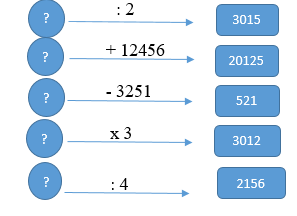 ? : 2 3015
? + 12456 20125
? - 3251 521
? x 3 3012
? : 4 2156